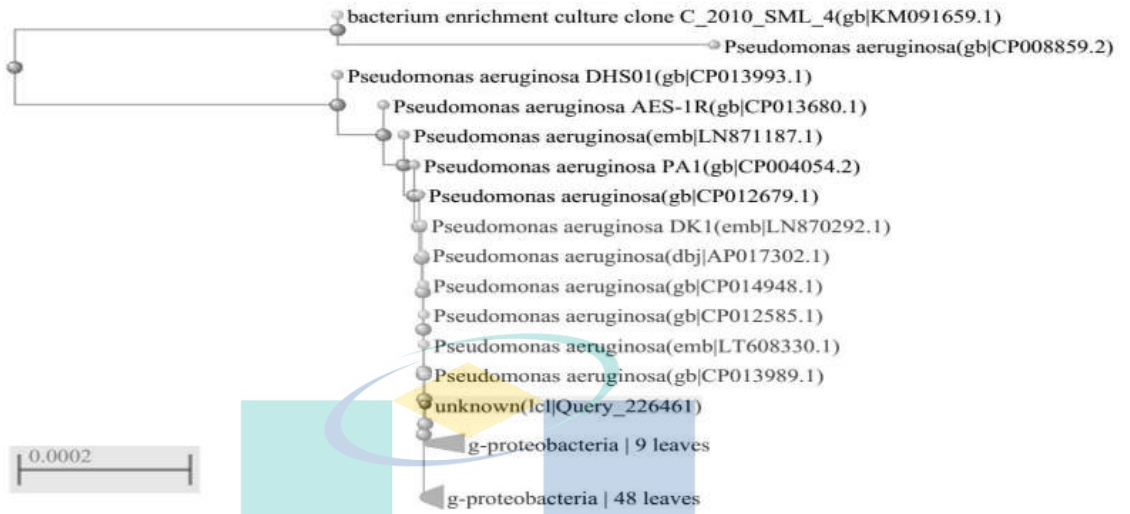 bacterium enrichment culture clone C_2010_SML_4(gb|KM091659.1)
Pseudomonas aeruginosa(gb|CP008859.2)
Pseudomonas aeruginosa DHS01(gb|CP013993.1)
Pseudomonas aeruginosa AES-1R(gb|CP013680.1)
Pseudomonas aeruginosa(emb|LN871187.1)
Pseudomonas aeruginosa PA1(gb|CP004054.2)
Pseudomonas aeruginosa(gb|CP012679.1)
Pseudomonas aeruginosa DK1(emb|LN870292.1)
Pseudomonas aeruginosa(dbj|AP017302.1)
Pseudomonas aeruginosa(gb|CP014948.1)
Pseudomonas aeruginosa(gb|CP012585.1)
Pseudomonas aeruginosa(emb|LT608330.1)
Pseudomonas aeruginosa(gb|CP013989.1)
unknown(lcl|Query_226461)
g-proteobacteria | 9 leaves
0.0002
g-proteobacteria | 48 leaves